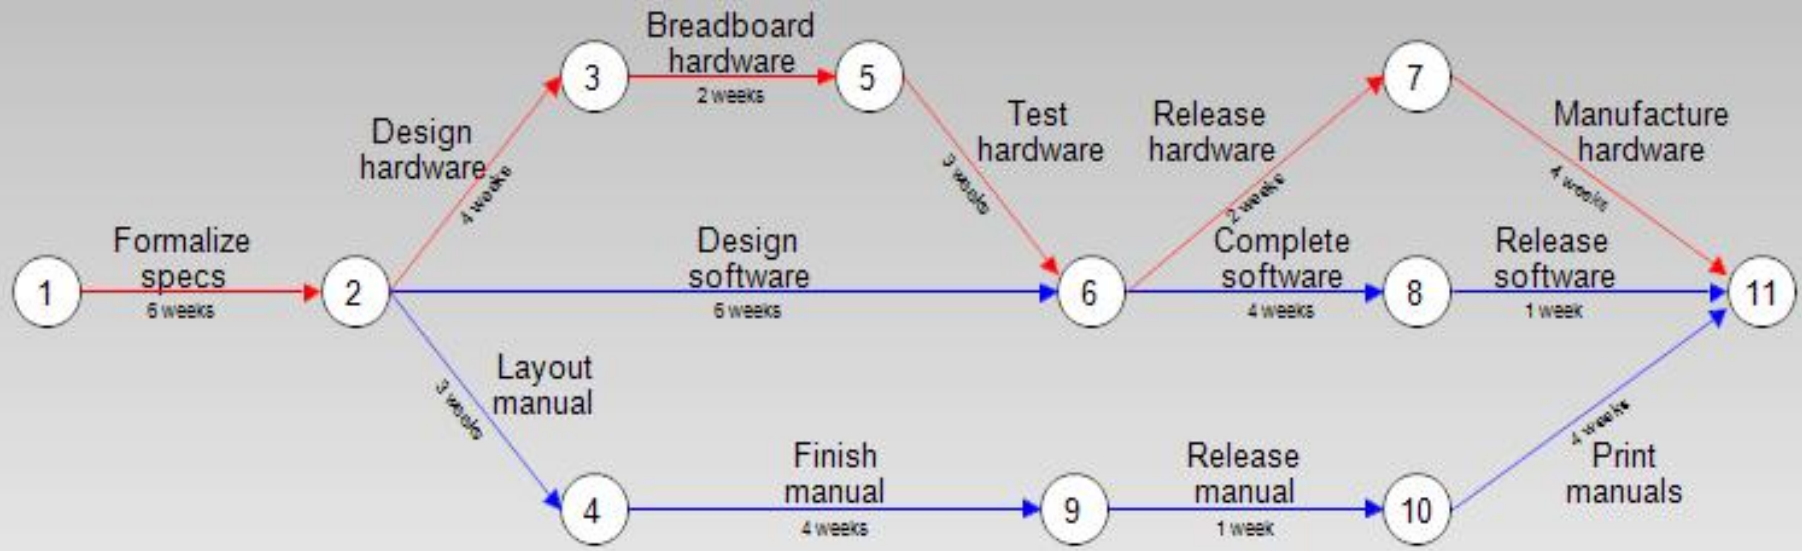 Breadboard
hardware
2 weeks
3
5
7
Design
hardware
4 weeks
Test
hardware
3 weeks
Release
hardware
2 weeks
Manufacture
hardware
4 weeks
Formalize
specs
6 weeks
1
2
Design
software
6 weeks
6
Complete
software
4 weeks
8
Release
software
1 week
11
Layout
manual
3 weeks
Finish
manual
4 weeks
4
9
Release
manual
1 week
10
4 weeks
Print
manuals